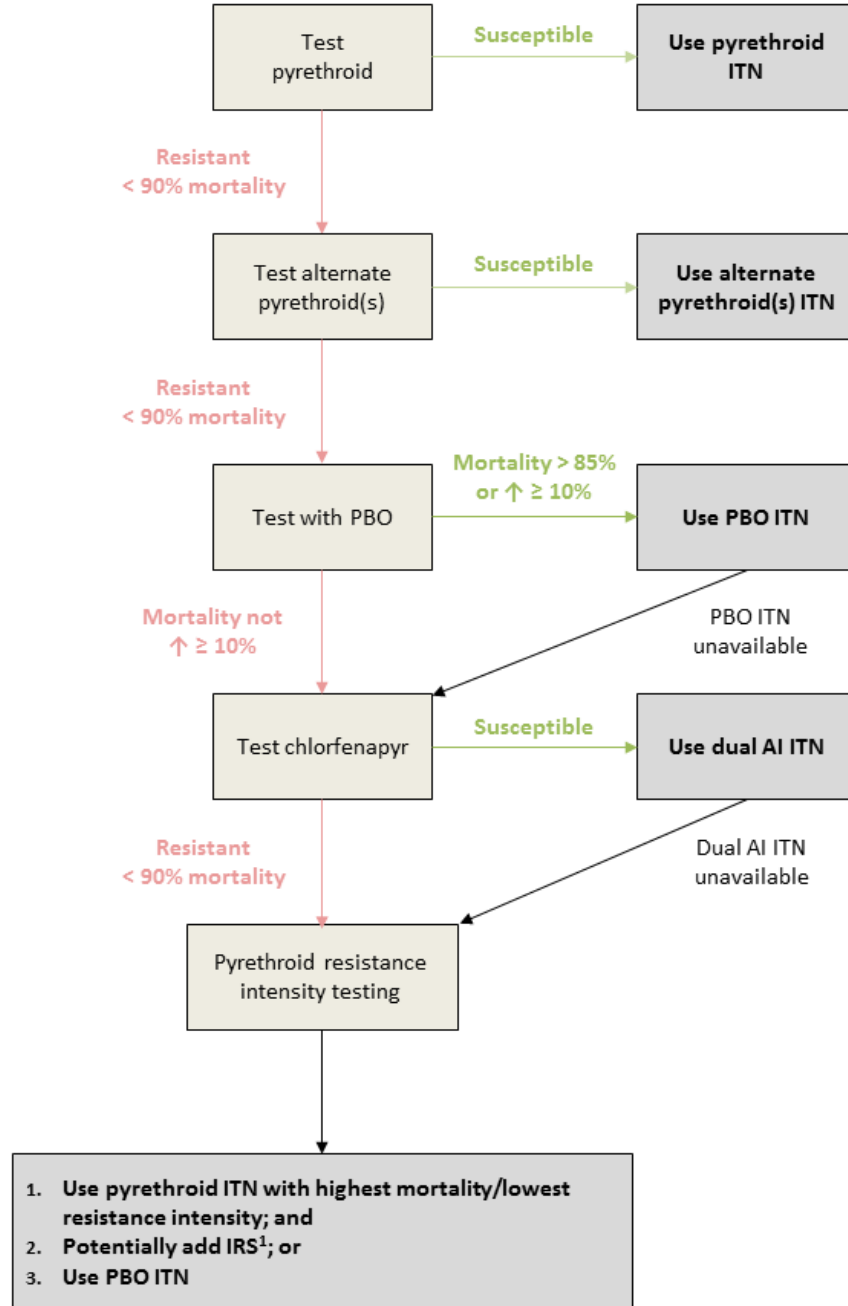 Test
pyrethroid
Susceptible
Use pyrethroid
ITN
Resistant
< 90% mortality
Test alternate
pyrethroid(s)
Susceptible
Use alternate
pyrethroid(s) ITN
Resistant
< 90% mortality
Test with PBO
Mortality > 85%
or ↑ ≥ 10%
Use PBO ITN
Mortality not
↑ ≥ 10%
PBO ITN
unavailable
Test chlorfenapyr
Susceptible
Use dual AI ITN
Resistant
< 90% mortality
Dual AI ITN
unavailable
Pyrethroid resistance
intensity testing
1. Use pyrethroid ITN with highest mortality/lowest
resistance intensity; and
2. Potentially add IRS¹; or
3. Use PBO ITN